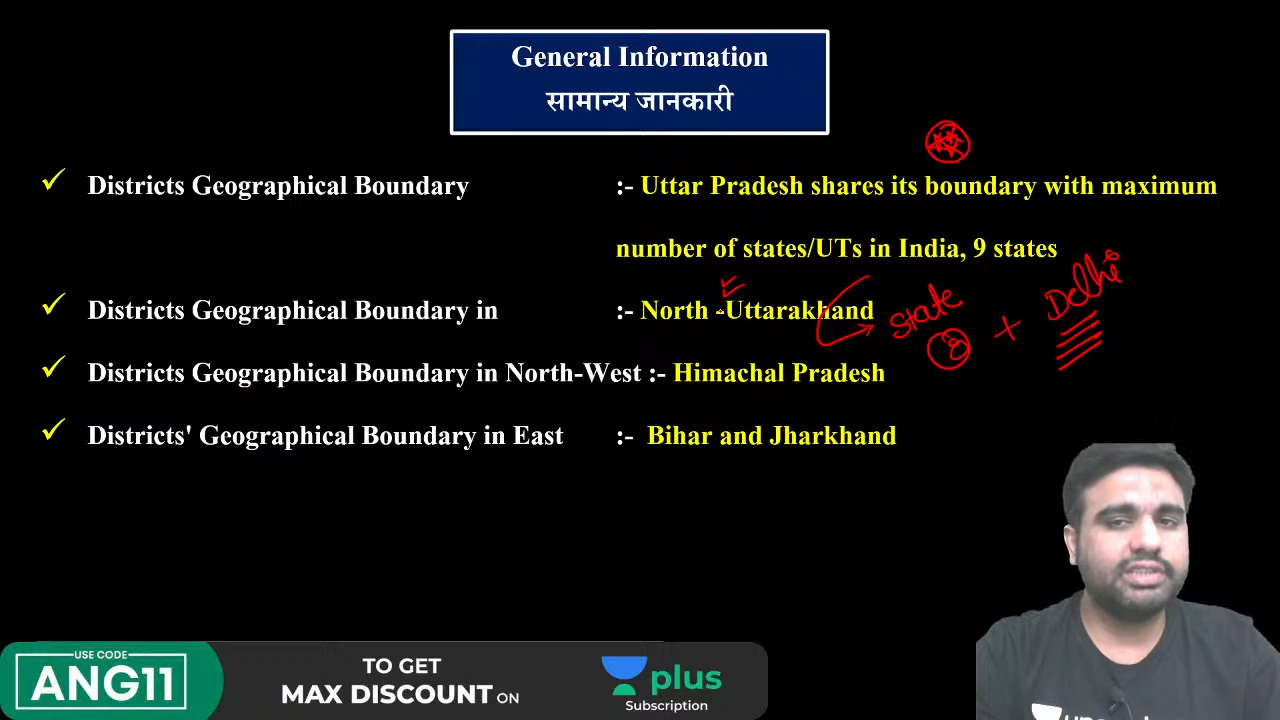 General Information
सामान्य जानकारी
✓ Districts Geographical Boundary :- Uttar Pradesh shares its boundary with maximum
number of states/UTs in India, 9 states
✓ Districts Geographical Boundary in :- North -Uttarakhand
State 8 + Delhi
✓ Districts Geographical Boundary in North-West :- Himachal Pradesh
✓ Districts' Geographical Boundary in East :- Bihar and Jharkhand
USE CODE
ANG11
TO GET
MAX DISCOUNT ON
plus
Subscription